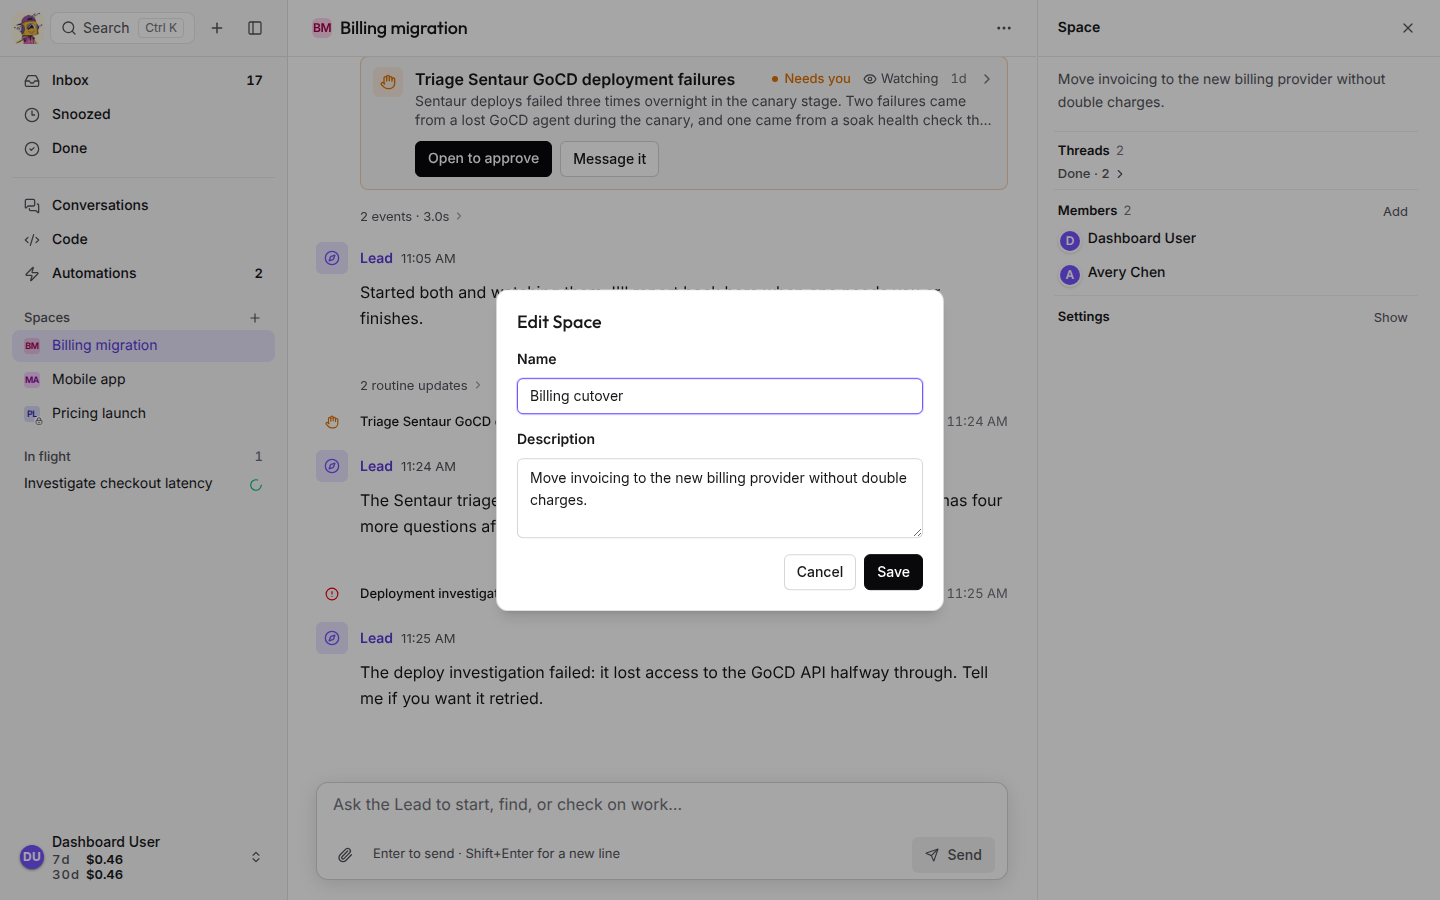 Search Ctrl K
Inbox 17
Snoozed
Done
Conversations
Code
Automations 2
Spaces
BM Billing migration
MA Mobile app
PL Pricing launch
In flight 1
Investigate checkout latency
DU Dashboard User
7d $0.46
30d $0.46
BM Billing migration
Triage Sentaur GoCD deployment failures Needs you Watching 1d
Sentaur deploys failed three times overnight in the canary stage. Two failures came
from a lost GoCD agent during the canary, and one came from a soak health check th...
Open to approve Message it
2 events · 3.0s
Lead 11:05 AM
Started both and
finishes.
2 routine updates
Triage Sentaur GoCD 11:24 AM
Lead 11:24 AM
The Sentaur triage has four
more questions
Deployment 11:25 AM
Lead 11:25 AM
The deploy investigation failed: it lost access to the GoCD API halfway through. Tell
me if you want it retried.
Ask the Lead to start, find, or check on work...
Enter to send · Shift+Enter for a new line
Send
Edit Space
Name
Billing cutover
Description
Move invoicing to the new billing provider without double
charges.
Cancel Save
Space
Move invoicing to the new billing provider without
double charges.
Threads 2
Done · 2
Members 2 Add
D Dashboard User
A Avery Chen
Settings Show